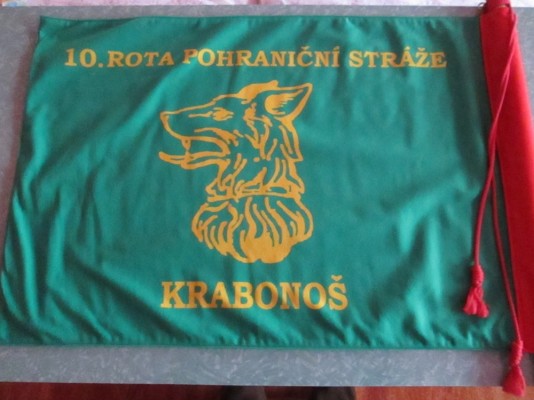 10. ROTA POHRANIČNÍ STRÁŽE
KRABONOŠ